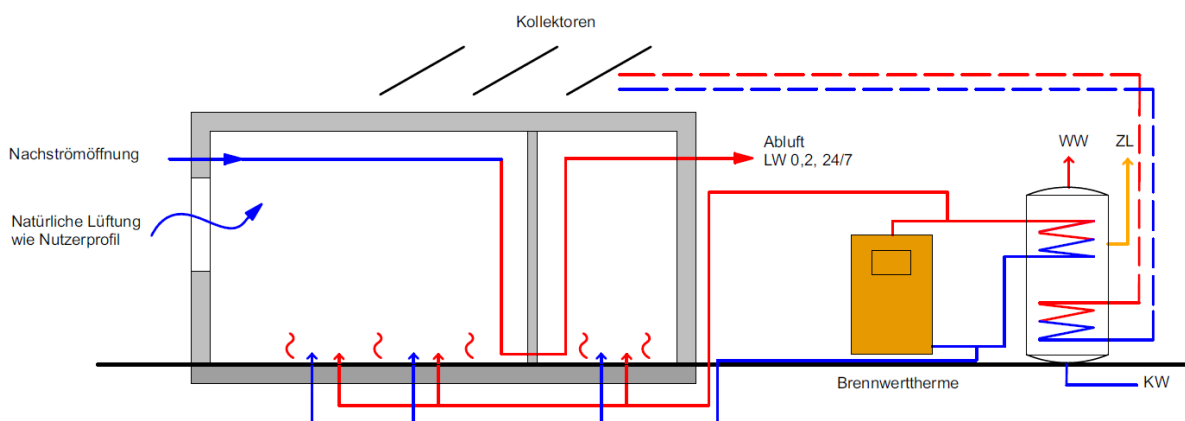 Kollektoren
Nachströmöffnung
Abluft
LW 0,2, 24/7
WW
ZL
Natürliche Lüftung
wie Nutzerprofil
Brennwerttherme
KW